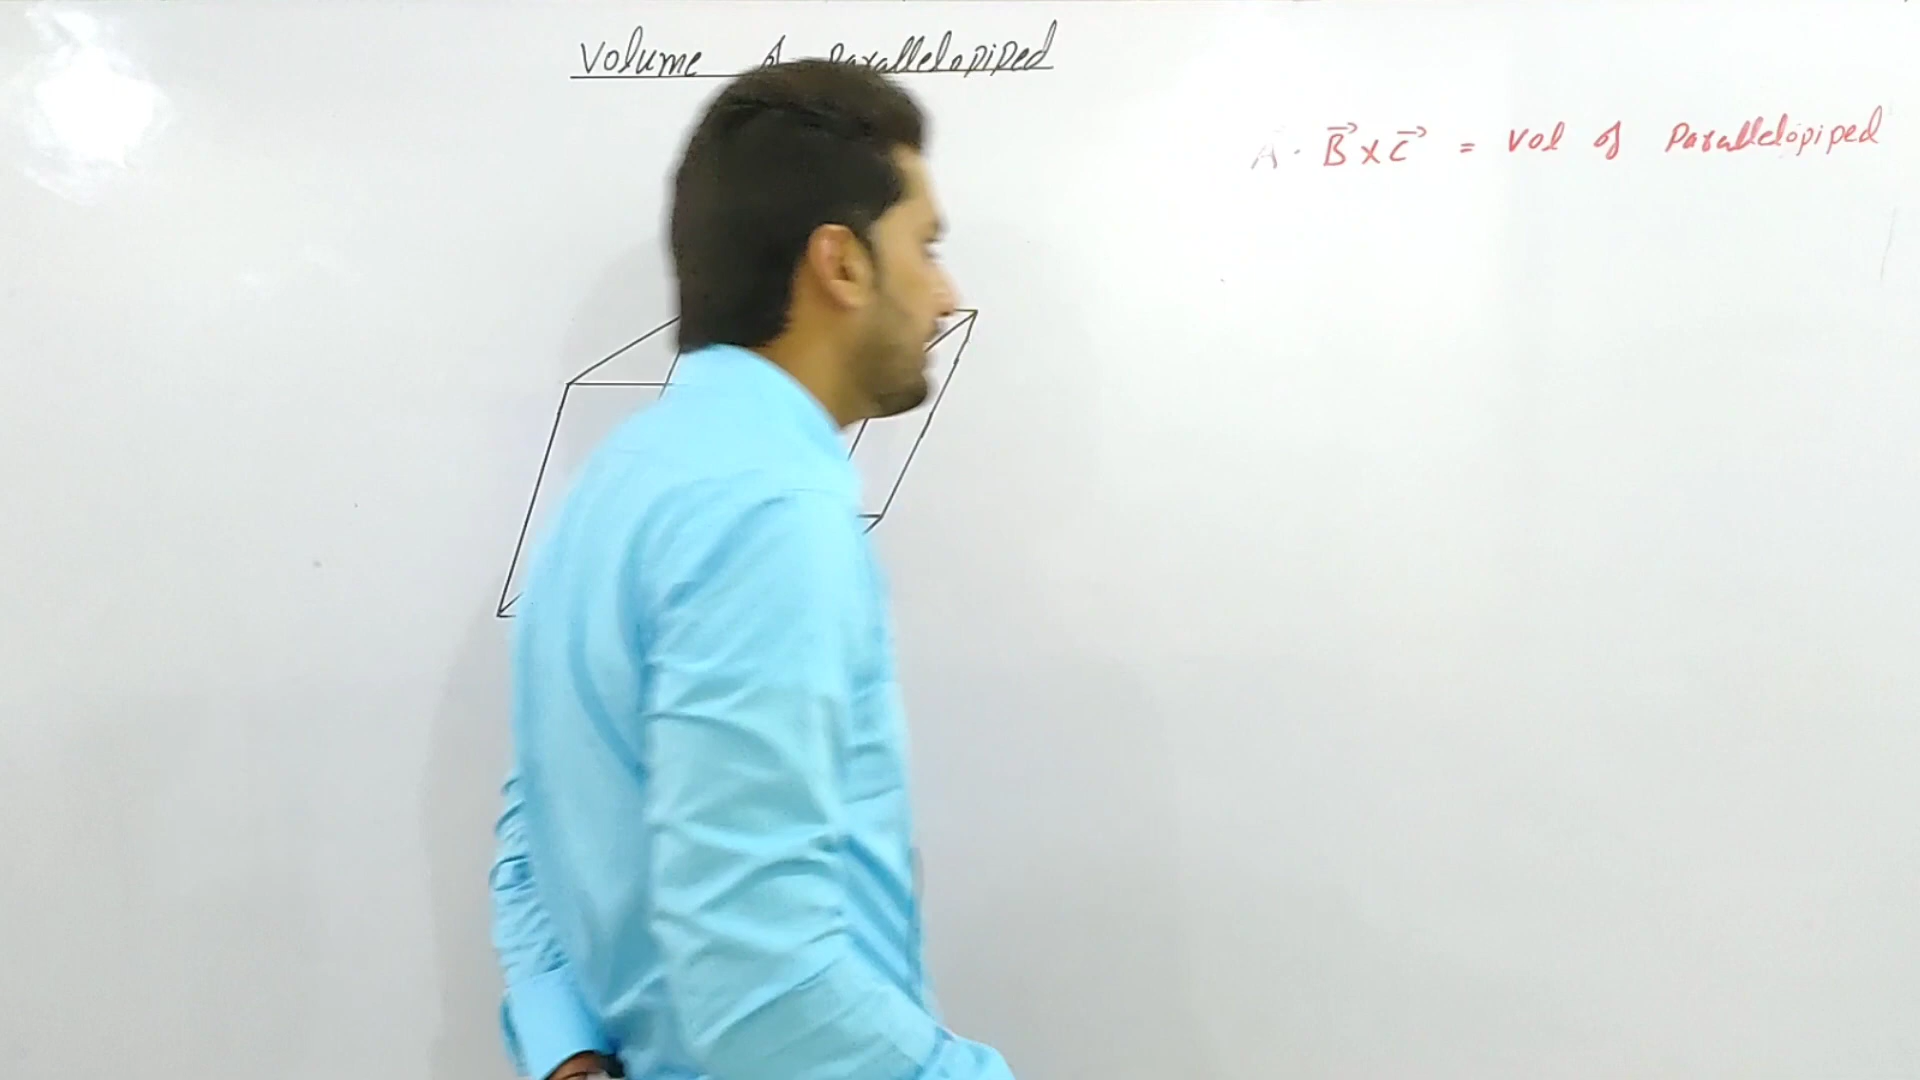 Volume of Parallelopiped
A · B⃗ x C⃗ = Vol of Parallelopiped